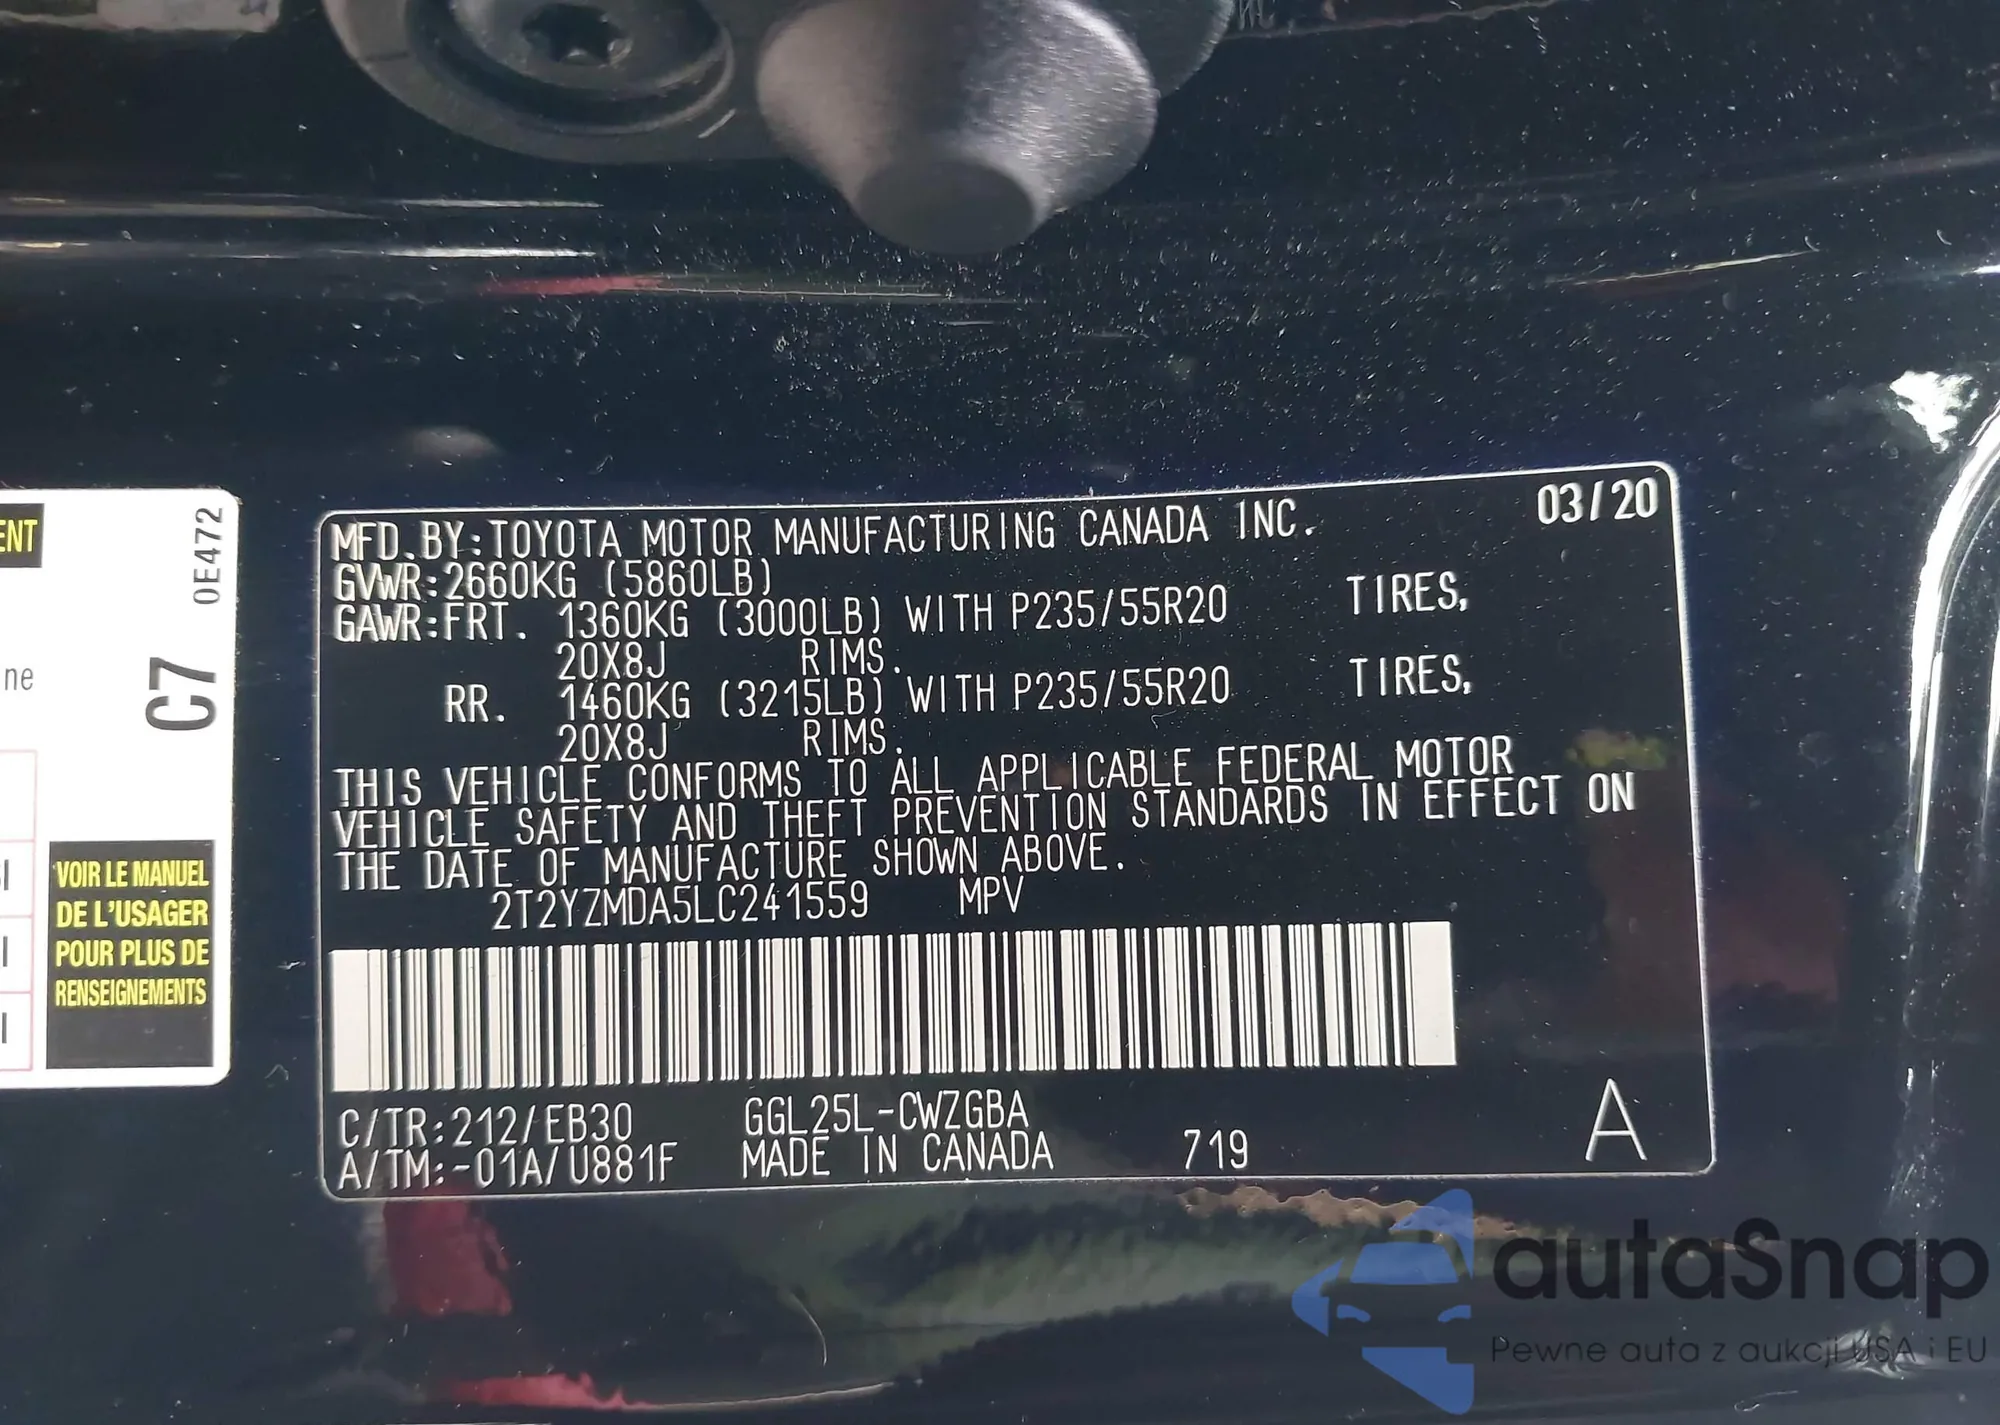 ENT
0E472
C7
ne
VOIR LE MANUEL
DE L'USAGER
POUR PLUS DE
RENSEIGNEMENTS
MFD.BY:TOYOTA MOTOR MANUFACTURING CANADA INC. 03/20
GVWR:2660KG (5860LB)
GAWR:FRT. 1360KG (3000LB) WITH P235/55R20 TIRES,
20X8J RIMS.
RR. 1460KG (3215LB) WITH P235/55R20 TIRES,
20X8J RIMS.
THIS VEHICLE CONFORMS TO ALL APPLICABLE FEDERAL MOTOR
VEHICLE SAFETY AND THEFT PREVENTION STANDARDS IN EFFECT ON
THE DATE OF MANUFACTURE SHOWN ABOVE.
2T2YZMDA5LC241559 MPV
C/TR:212/EB30 GGL25L-CWZGBA
A/TM:-01A/U881F MADE IN CANADA 719 A
autaSnap
Pewne auta z aukcji USA i EU